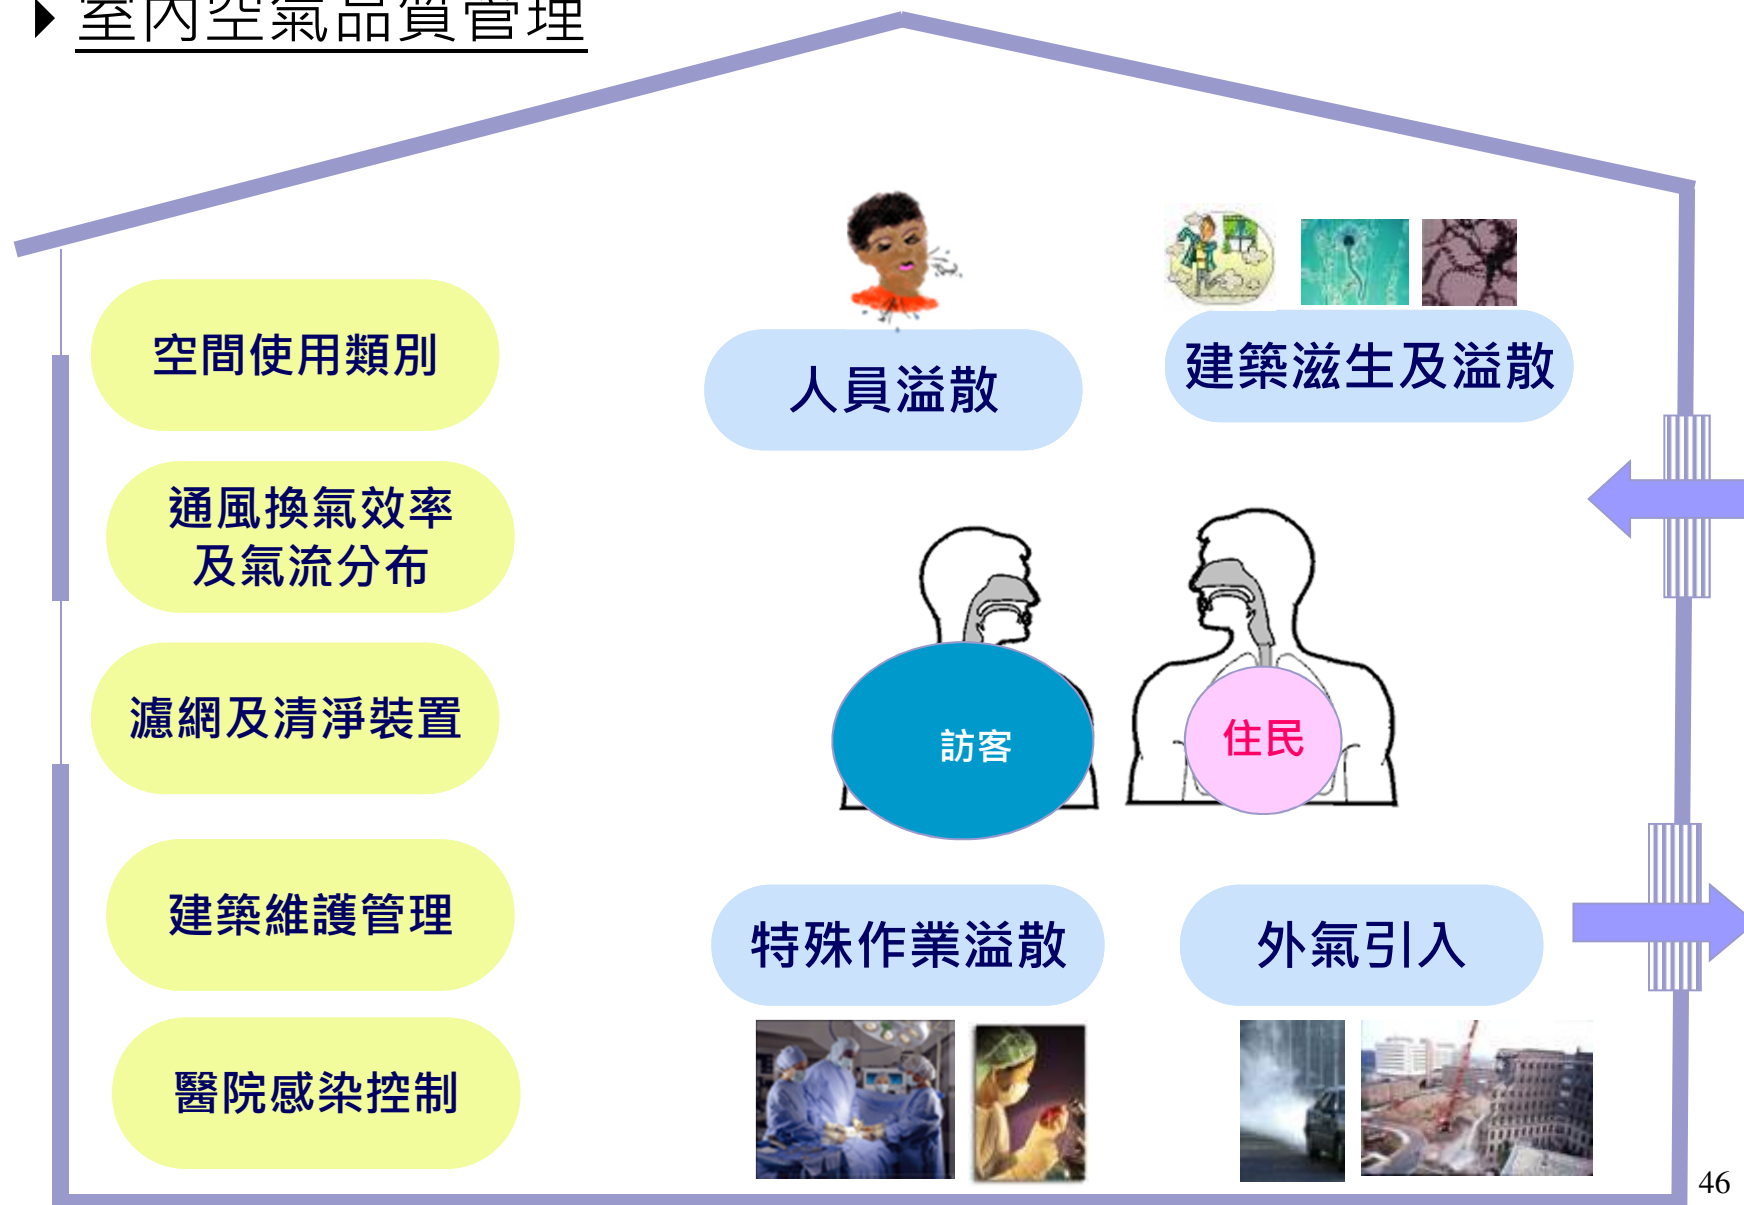 室內空氣品質管理
空間使用類別
通風換氣效率
及氣流分布
濾網及清淨裝置
建築維護管理
醫院感染控制
人員溢散
建築滋生及溢散
訪客
住民
特殊作業溢散
外氣引入
46